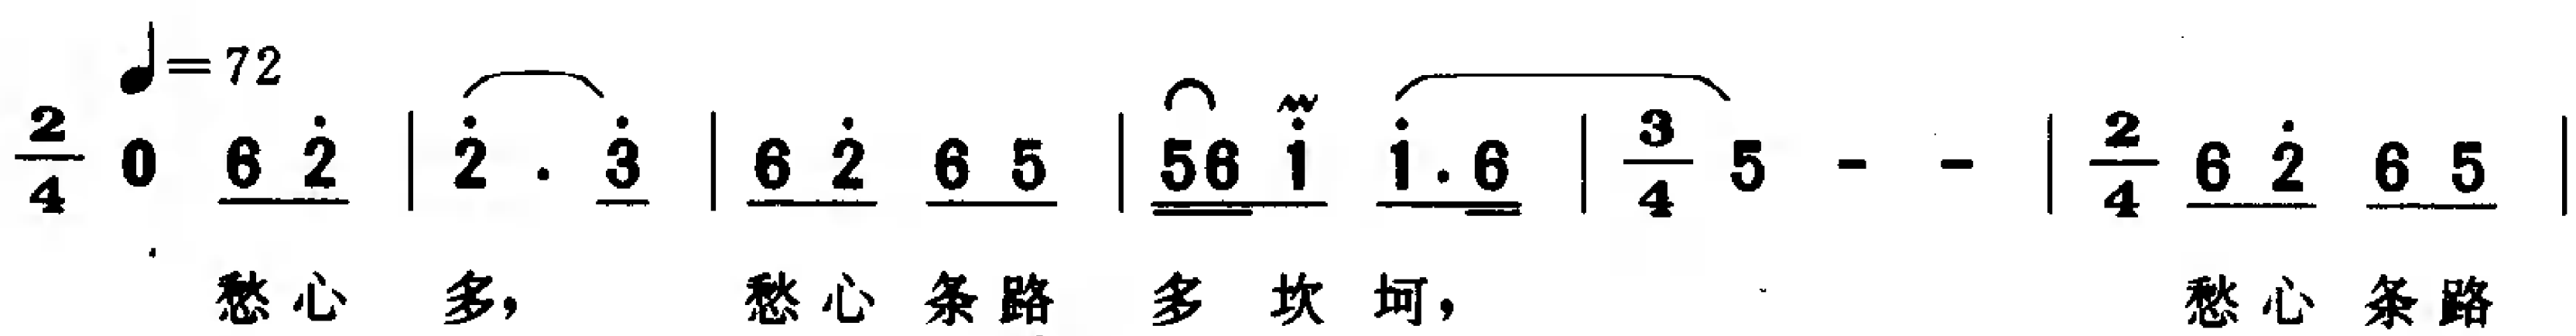 ♩=72
2/4 0 6 2̇ | 2̇ . 3̇ | 6 2̇ 6 5 | 56 1̇ 1̇.6 | 3/4 5 - - | 2/4 6 2̇ 6 5 |
愁心 多， 愁心条路 多坎坷， 愁心条路